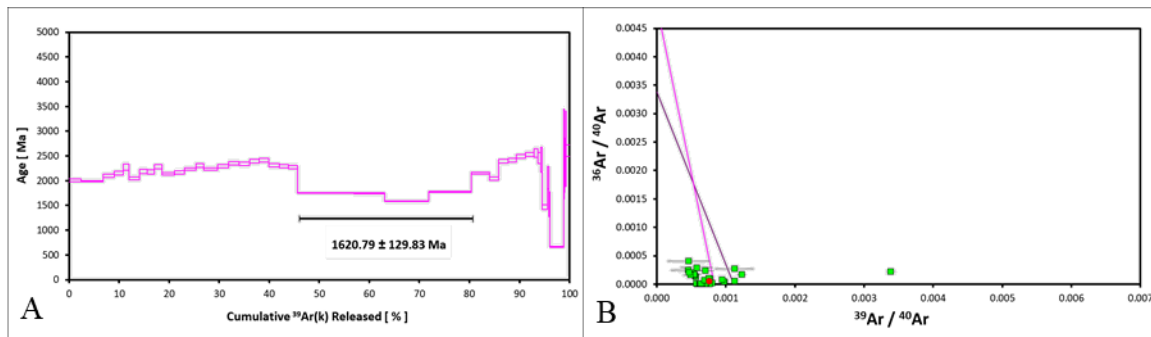 5000
4500
4000
3500
3000
2500
2000
1500
1000
500
0
Age [ Ma ]
1620.79 ± 129.83 Ma
0 10 20 30 40 50 60 70 80 90 100
Cumulative ³⁹Ar(k) Released [ % ]
A
0.0045
0.0040
0.0035
0.0030
0.0025
0.0020
0.0015
0.0010
0.0005
0.0000
³⁶Ar / ⁴⁰Ar
0.000 0.001 0.002 0.003 0.004 0.005 0.006 0.007
³⁹Ar / ⁴⁰Ar
B